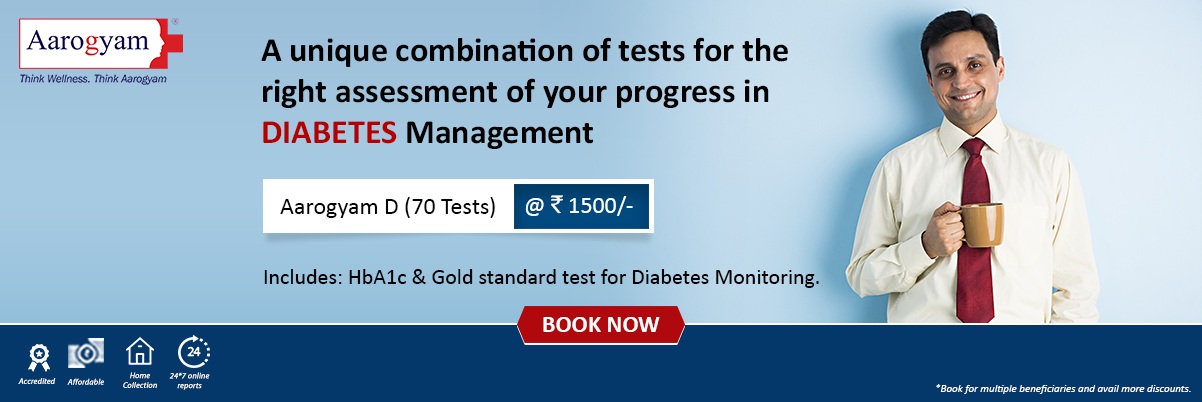 Aarogyam
®
Think Wellness. Think Aarogyam
A unique combination of tests for the
right assessment of your progress in
DIABETES Management
Aarogyam D (70 Tests) @ ₹ 1500/-
Includes: HbA1c & Gold standard test for Diabetes Monitoring.
BOOK NOW
24
Accredited
Affordable
Home
Collection
24*7 online
reports
*Book for multiple beneficiaries and avail more discounts.